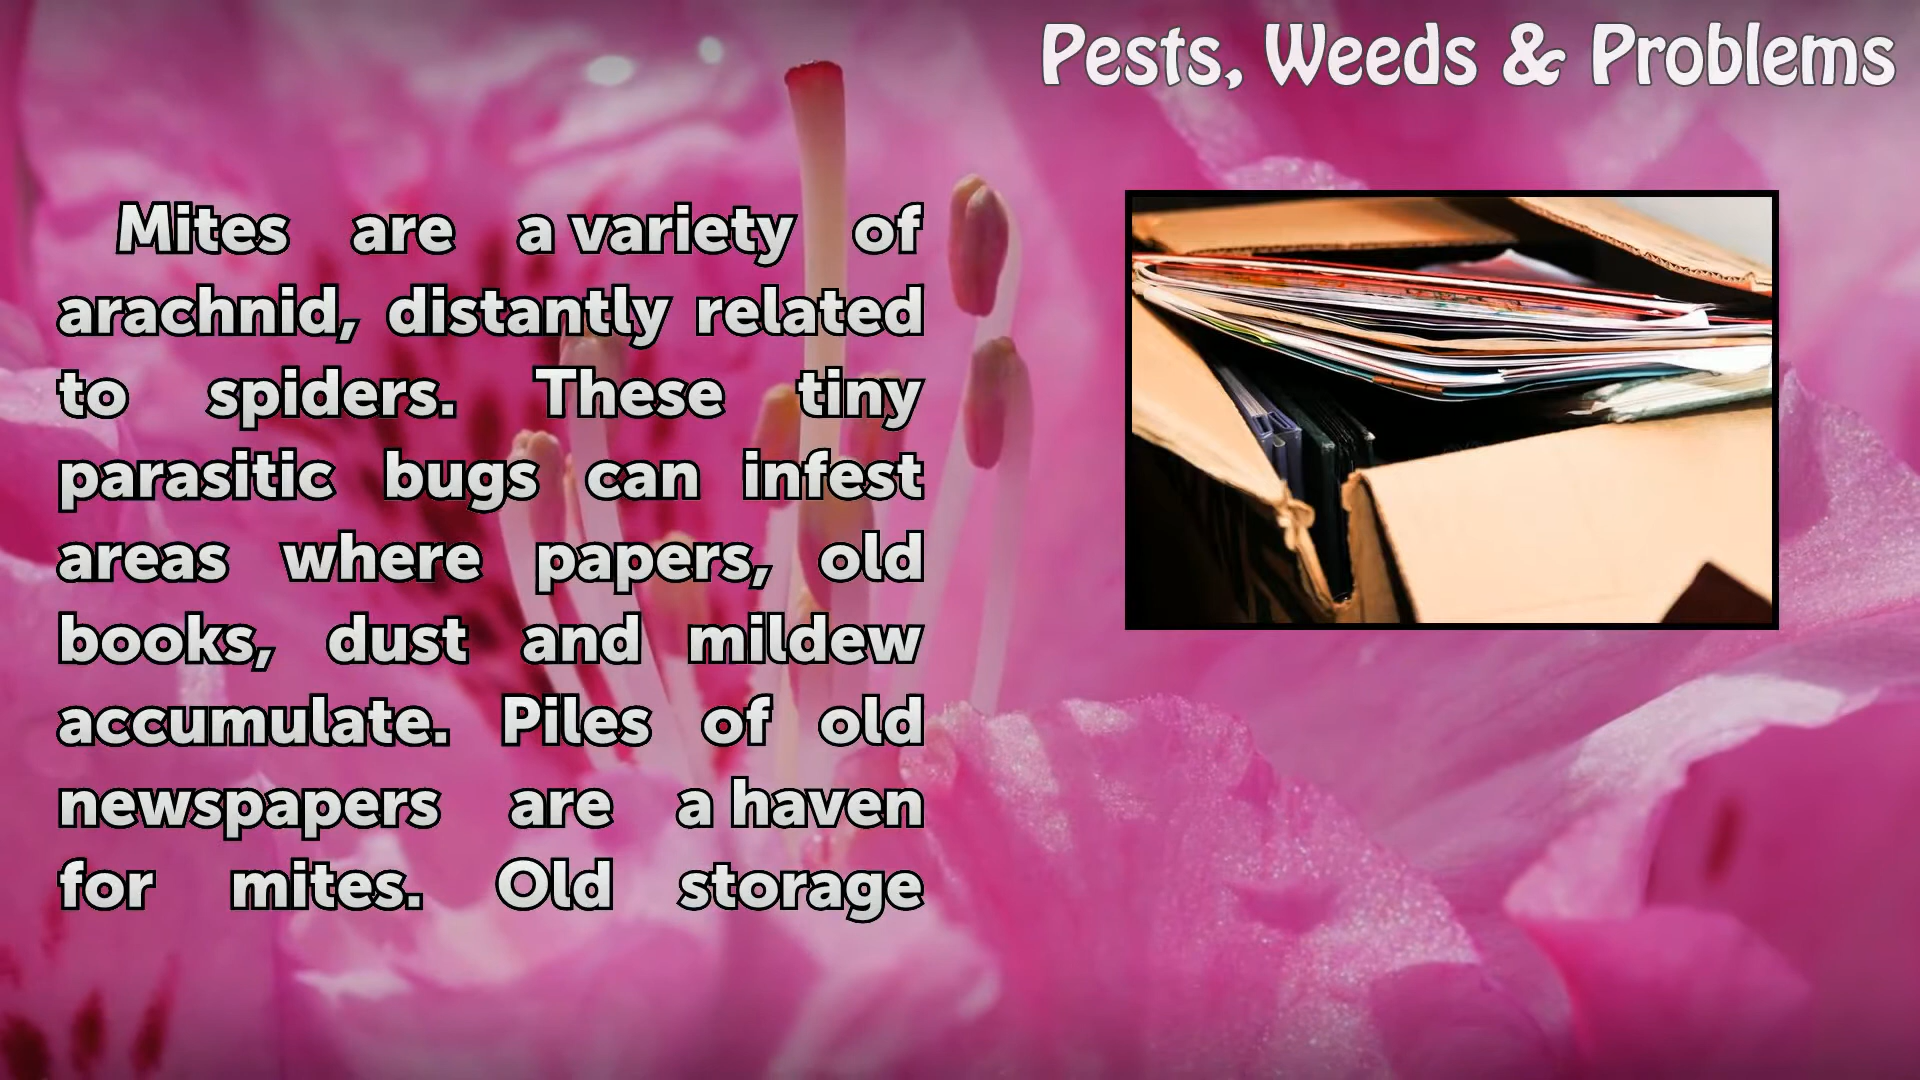 Pests, Weeds & Problems
Mites are a variety of
arachnid, distantly related
to spiders. These tiny
parasitic bugs can infest
areas where papers, old
books, dust and mildew
accumulate. Piles of old
newspapers are a haven
for mites. Old storage